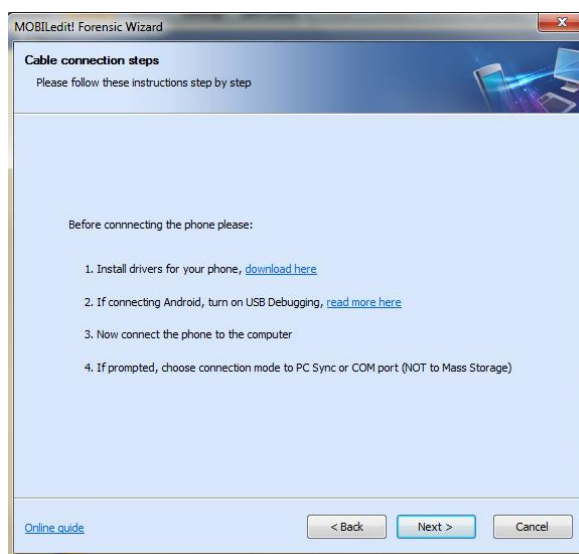 MOBILedit! Forensic Wizard
Cable connection steps
Please follow these instructions step by step
Before connnecting the phone please:
1. Install drivers for your phone, download here
2. If connecting Android, turn on USB Debugging, read more here
3. Now connect the phone to the computer
4. If prompted, choose connection mode to PC Sync or COM port (NOT to Mass Storage)
Online guide
< Back
Next >
Cancel